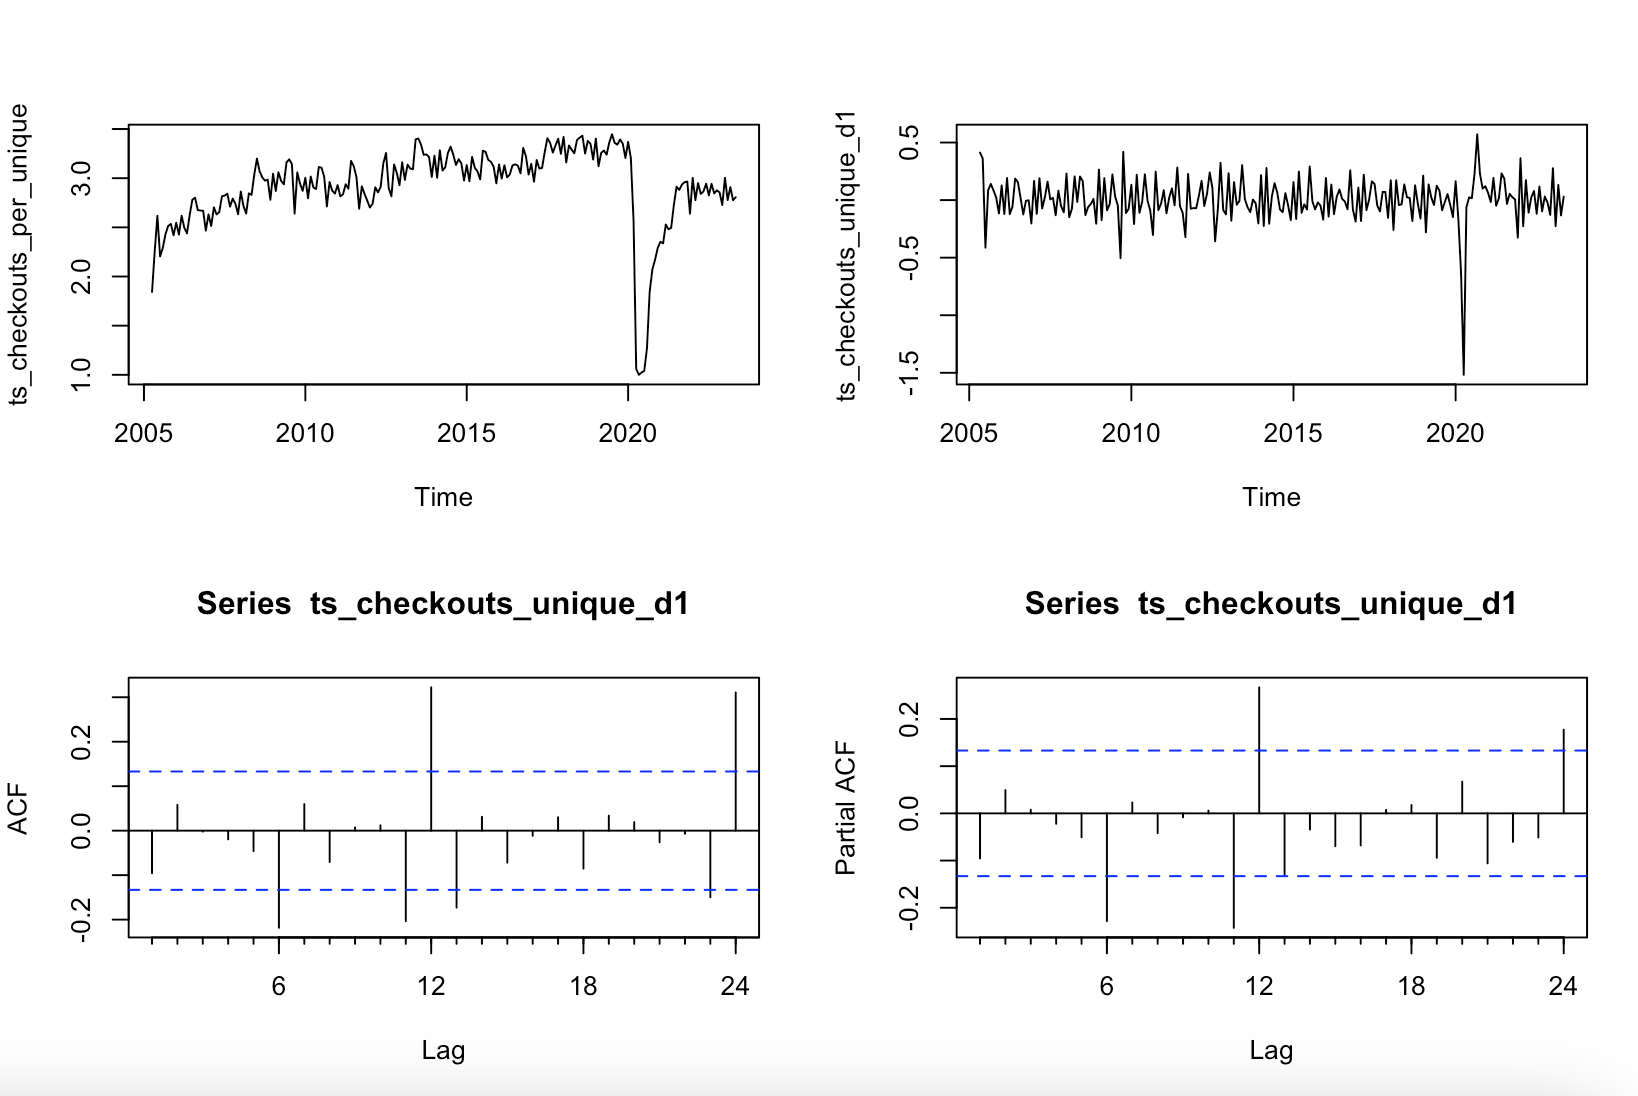 ts_checkouts_per_unique
3.0
2.0
1.0
2005 2010 2015 2020
Time
ts_checkouts_unique_d1
0.5
-0.5
-1.5
2005 2010 2015 2020
Time
Series ts_checkouts_unique_d1
ACF
0.2
0.0
-0.2
6 12 18 24
Lag
Series ts_checkouts_unique_d1
Partial ACF
0.2
0.0
-0.2
6 12 18 24
Lag